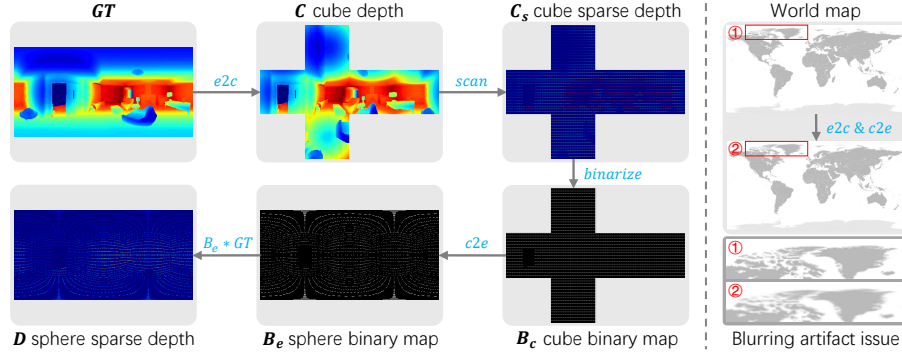 GT
C cube depth
C_s cube sparse depth
World map
①
e2c
scan
e2c & c2e
②
binarize
B_e * GT
c2e
①
②
D sphere sparse depth
B_e sphere binary map
B_c cube binary map
Blurring artifact issue